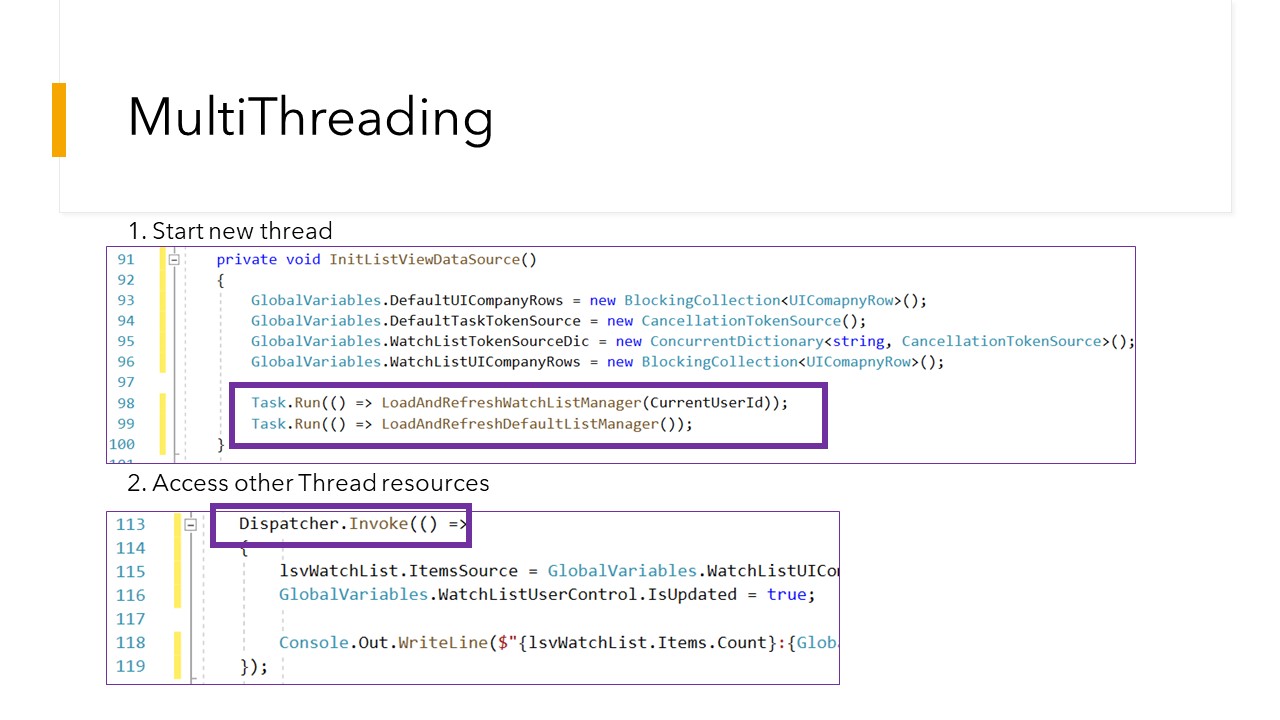 MultiThreading
1. Start new thread
91 private void InitListViewDataSource()
92 {
93 GlobalVariables.DefaultUICompanyRows = new BlockingCollection<UIComapnyRow>();
94 GlobalVariables.DefaultTaskTokenSource = new CancellationTokenSource();
95 GlobalVariables.WatchListTokenSourceDic = new ConcurrentDictionary<string, CancellationTokenSource>();
96 GlobalVariables.WatchListUICompanyRows = new BlockingCollection<UIComapnyRow>();
97
98 Task.Run(() => LoadAndRefreshWatchListManager(CurrentUserId));
99 Task.Run(() => LoadAndRefreshDefaultListManager());
100 }
2. Access other Thread resources
113 Dispatcher.Invoke(() =>
114 {
115 lsvWatchList.ItemsSource = GlobalVariables.WatchListUICo
116 GlobalVariables.WatchListUserControl.IsUpdated = true;
117
118 Console.Out.WriteLine($"{lsvWatchList.Items.Count}:{Globa
119 });